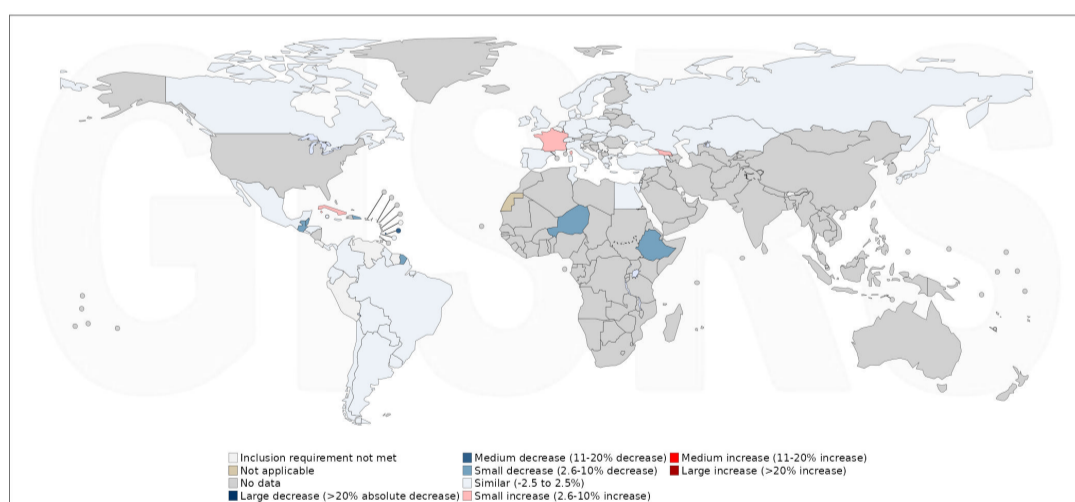 GISRS
Inclusion requirement not met
Not applicable
No data
Large decrease (>20% absolute decrease)
Medium decrease (11-20% decrease)
Small decrease (2.6-10% decrease)
Similar (-2.5 to 2.5%)
Small increase (2.6-10% increase)
Medium increase (11-20% increase)
Large increase (>20% increase)